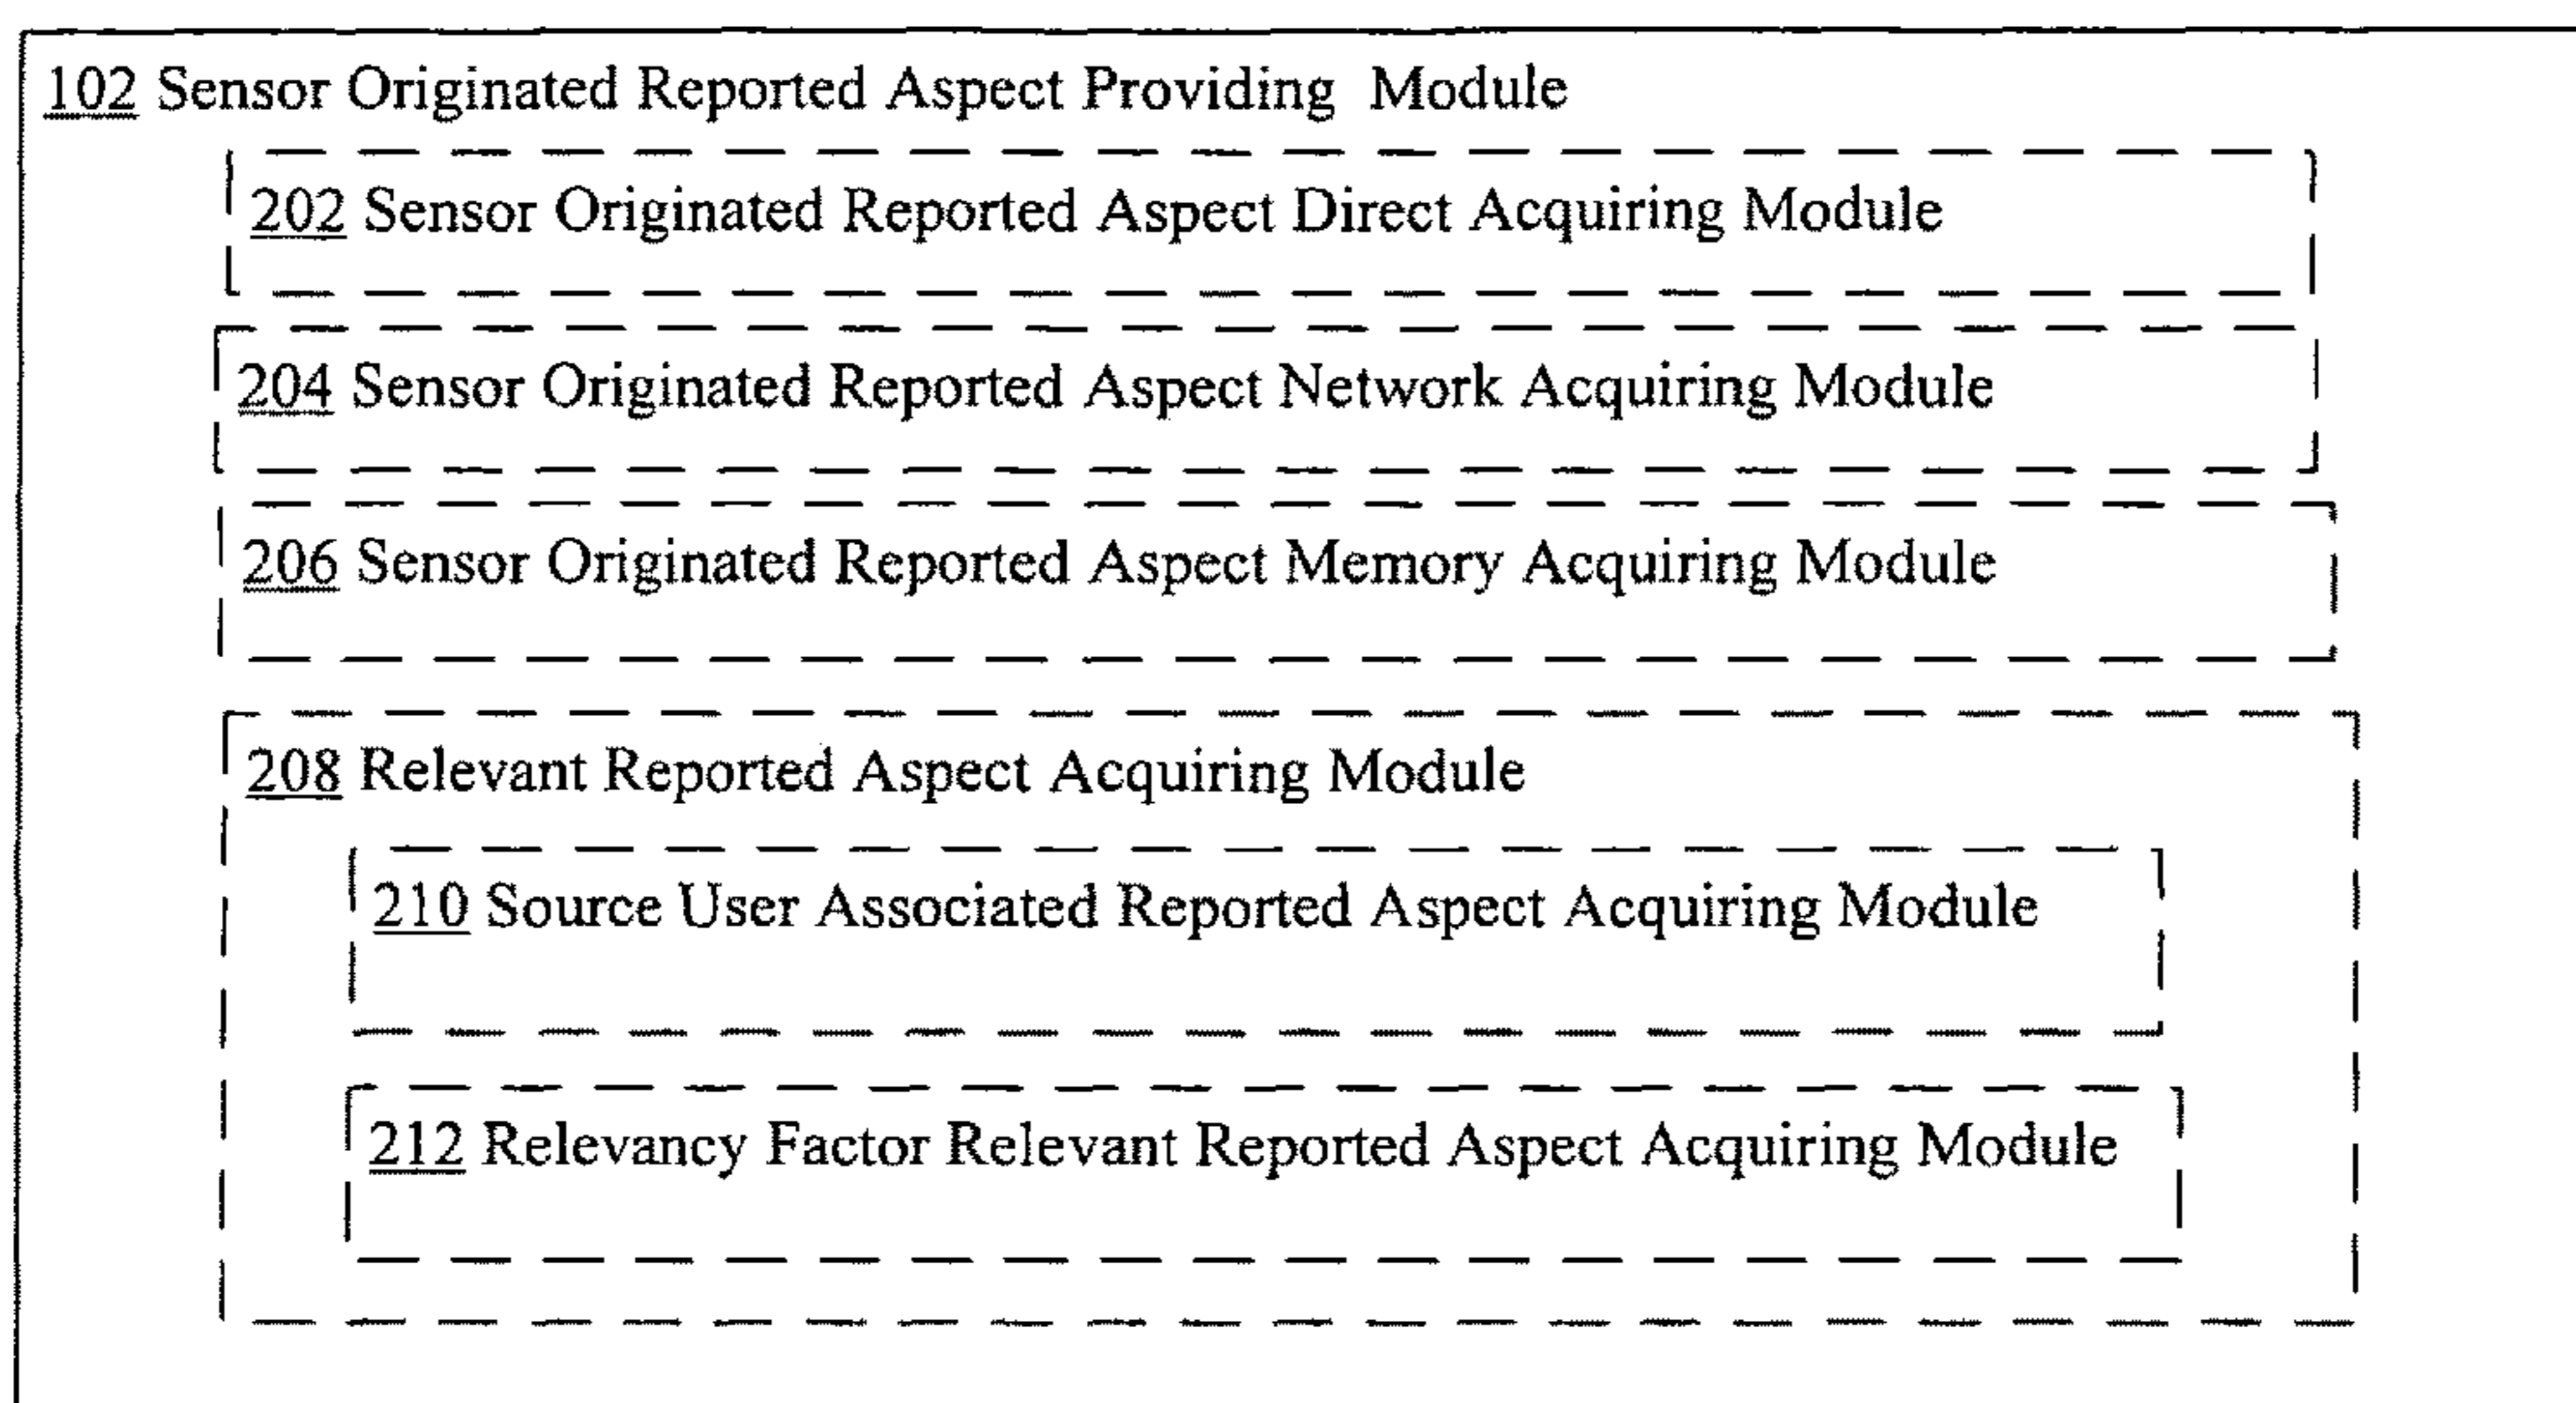 102 Sensor Originated Reported Aspect Providing Module
202 Sensor Originated Reported Aspect Direct Acquiring Module
204 Sensor Originated Reported Aspect Network Acquiring Module
206 Sensor Originated Reported Aspect Memory Acquiring Module
208 Relevant Reported Aspect Acquiring Module
210 Source User Associated Reported Aspect Acquiring Module
212 Relevancy Factor Relevant Reported Aspect Acquiring Module